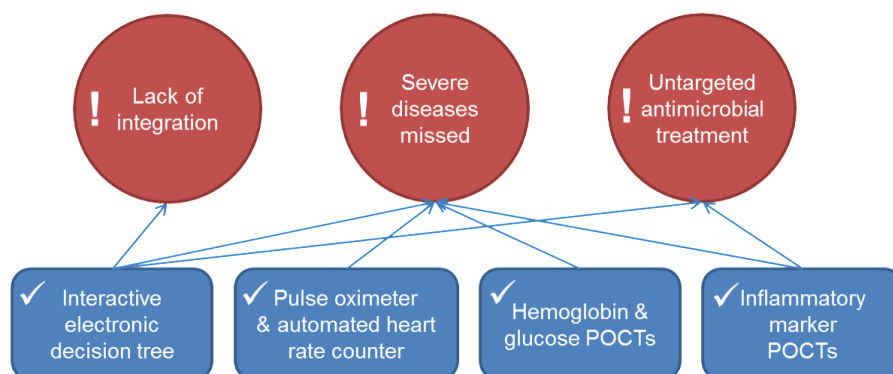 ! Lack of
integration
! Severe
diseases
missed
! Untargeted
antimicrobial
treatment
✓ Interactive
electronic
decision tree
✓ Pulse oximeter
& automated heart
rate counter
✓ Hemoglobin &
glucose POCTs
✓ Inflammatory
marker
POCTs